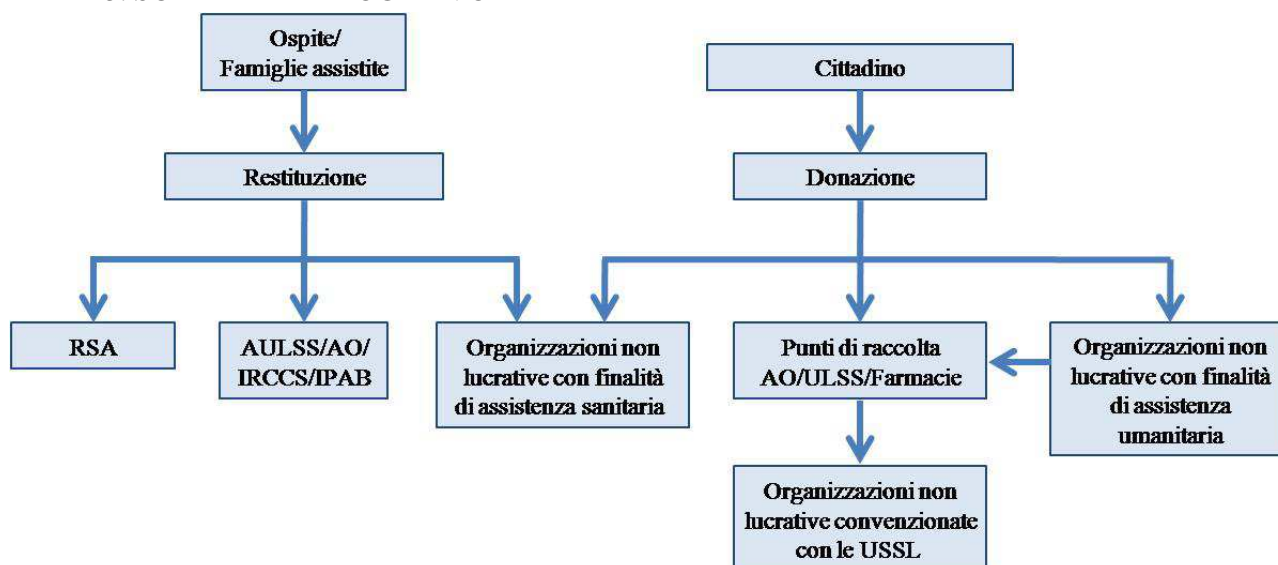 Ospite/
Famiglie assistite
Cittadino
Restituzione
Donazione
RSA
AULSS/AO/
IRCCS/IPAB
Organizzazioni non
lucrative con finalità
di assistenza sanitaria
Punti di raccolta
AO/ULSS/Farmacie
Organizzazioni non
lucrative con finalità
di assistenza
umanitaria
Organizzazioni non
lucrative convenzionate
con le USSL